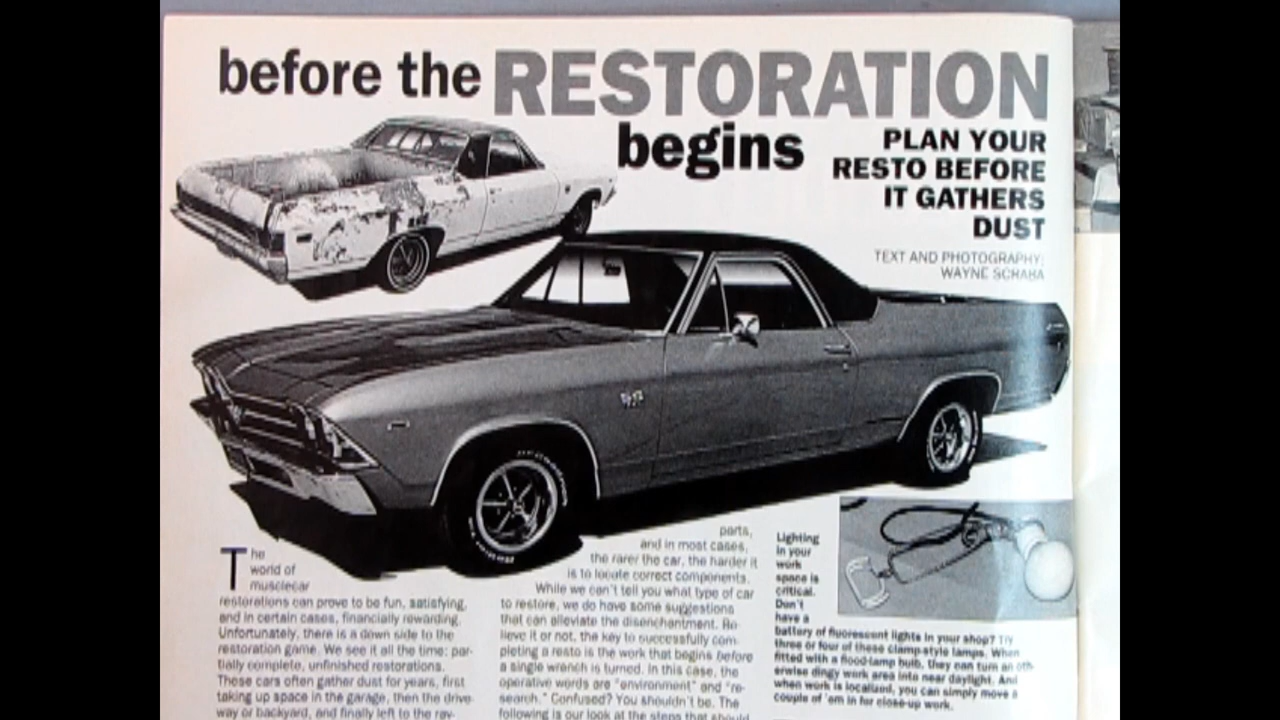 before the RESTORATION
begins
PLAN YOUR
RESTO BEFORE
IT GATHERS
DUST
TEXT AND PHOTOGRAPHY:
WAYNE SCRABA
The
world of
musclecar
restorations can prove to be fun, satisfying,
and in certain cases, financially rewarding.
Unfortunately, there is a down side to the
restoration game. We see it all the time: par-
tially complete, unfinished restorations.
These cars often gather dust for years, first
taking up space in the garage, then the drive-
way or backyard, and finally left to the rav-
parts,
and in most cases,
the rarer the car, the harder it
is to locate correct components.
While we can't tell you what type of car
to restore, we do have some suggestions
that can alleviate the disenchantment. Be-
lieve it or not, the key to successfully com-
pleting a resto is the work that begins before
a single wrench is turned. In this case, the
operative words are "environment" and "re-
search." Confused? You shouldn't be. The
following is our look at the steps that should
Lighting
in your
work
space is
critical.
Don't
have a
battery of fluorescent lights in your shop? Try
three or four of these clamp-style lamps. When
fitted with a flood-lamp bulb, they can turn an oth-
erwise dingy work area into near daylight. And
when work is localized, you can simply move a
couple of 'em in for close-up work.